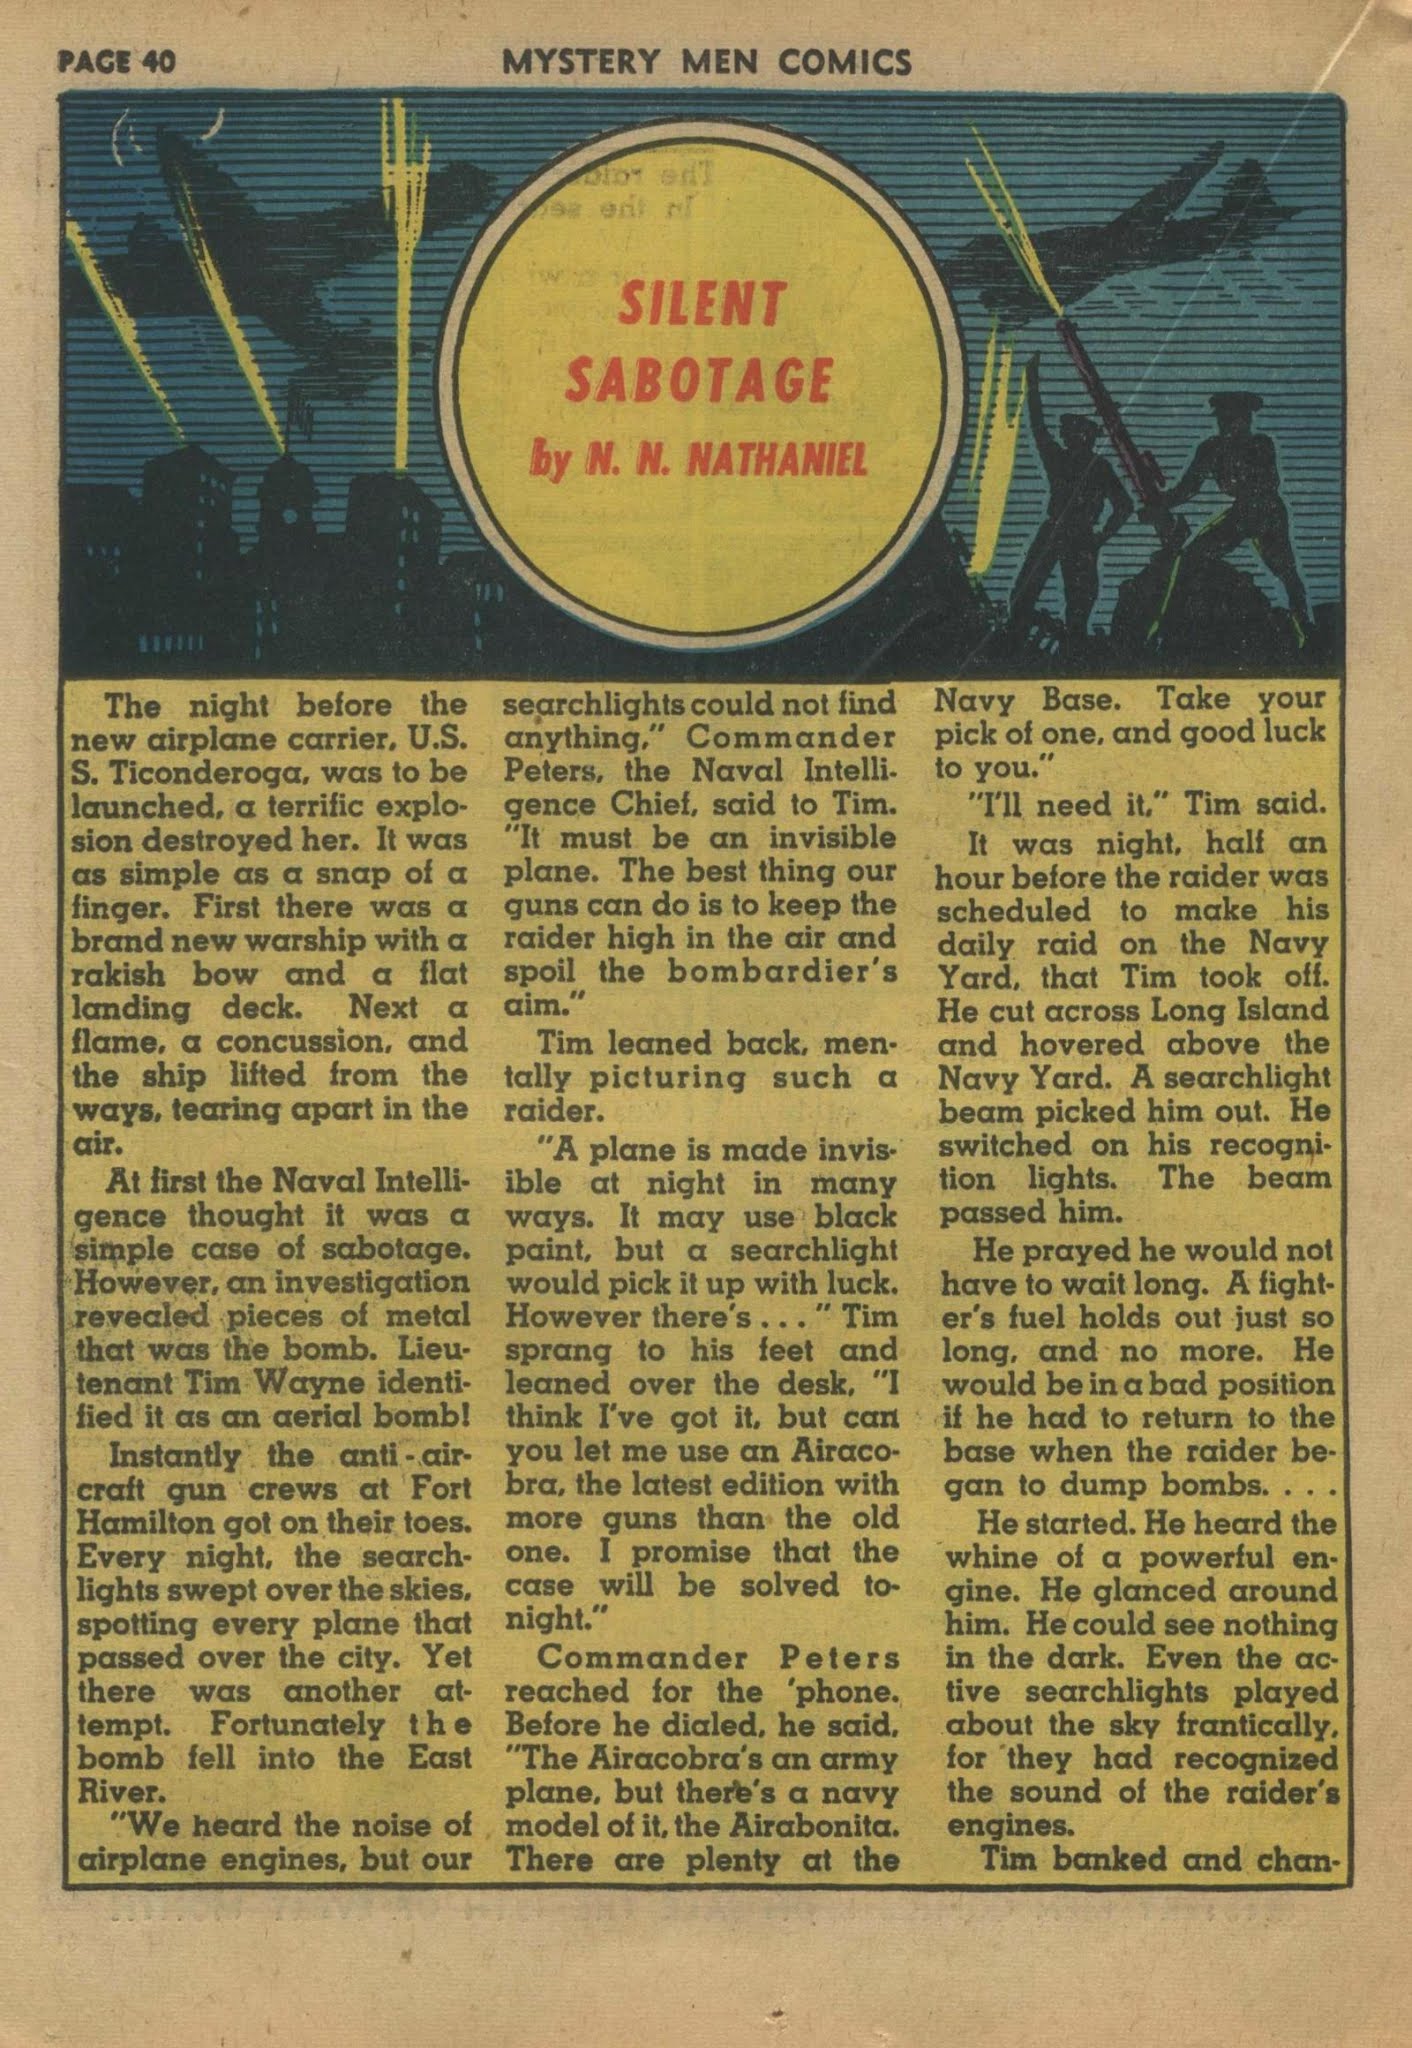 PAGE 40
MYSTERY MEN COMICS
SILENT
SABOTAGE
by N. N. NATHANIEL
The night before the
new airplane carrier, U.S.
S. Ticonderoga, was to be
launched, a terrific explo-
sion destroyed her. It was
as simple as a snap of a
finger. First there was a
brand new warship with a
rakish bow and a flat
landing deck. Next a
flame, a concussion, and
the ship lifted from the
ways, tearing apart in the
air.
At first the Naval Intelli-
gence thought it was a
simple case of sabotage.
However, an investigation
revealed pieces of metal
that was the bomb. Lieu-
tenant Tim Wayne identi-
fied it as an aerial bomb!
Instantly the anti-air-
craft gun crews at Fort
Hamilton got on their toes.
Every night, the search-
lights swept over the skies,
spotting every plane that
passed over the city. Yet
there was another at-
tempt. Fortunately the
bomb fell into the East
River.
"We heard the noise of
airplane engines, but our
searchlights could not find
anything," Commander
Peters, the Naval Intelli-
gence Chief, said to Tim.
"It must be an invisible
plane. The best thing our
guns can do is to keep the
raider high in the air and
spoil the bombardier's
aim."
Tim leaned back, men-
tally picturing such a
raider.
"A plane is made invis-
ible at night in many
ways. It may use black
paint, but a searchlight
would pick it up with luck.
However there's . . . " Tim
sprang to his feet and
leaned over the desk, "I
think I've got it, but can
you let me use an Airaco-
bra, the latest edition with
more guns than the old
one. I promise that the
case will be solved to-
night."
Commander Peters
reached for the 'phone.
Before he dialed, he said,
"The Airacobra's an army
plane, but there's a navy
model of it, the Airabonita.
There are plenty at the
Navy Base. Take your
pick of one, and good luck
to you."
"I'll need it," Tim said.
It was night, half an
hour before the raider was
scheduled to make his
daily raid on the Navy
Yard, that Tim took off.
He cut across Long Island
and hovered above the
Navy Yard. A searchlight
beam picked him out. He
switched on his recogni-
tion lights. The beam
passed him.
He prayed he would not
have to wait long. A fight-
er's fuel holds out just so
long, and no more. He
would be in a bad position
if he had to return to the
base when the raider be-
gan to dump bombs. . . .
He started. He heard the
whine of a powerful en-
gine. He glanced around
him. He could see nothing
in the dark. Even the ac-
tive searchlights played
about the sky frantically,
for they had recognized
the sound of the raider's
engines.
Tim banked and chan-